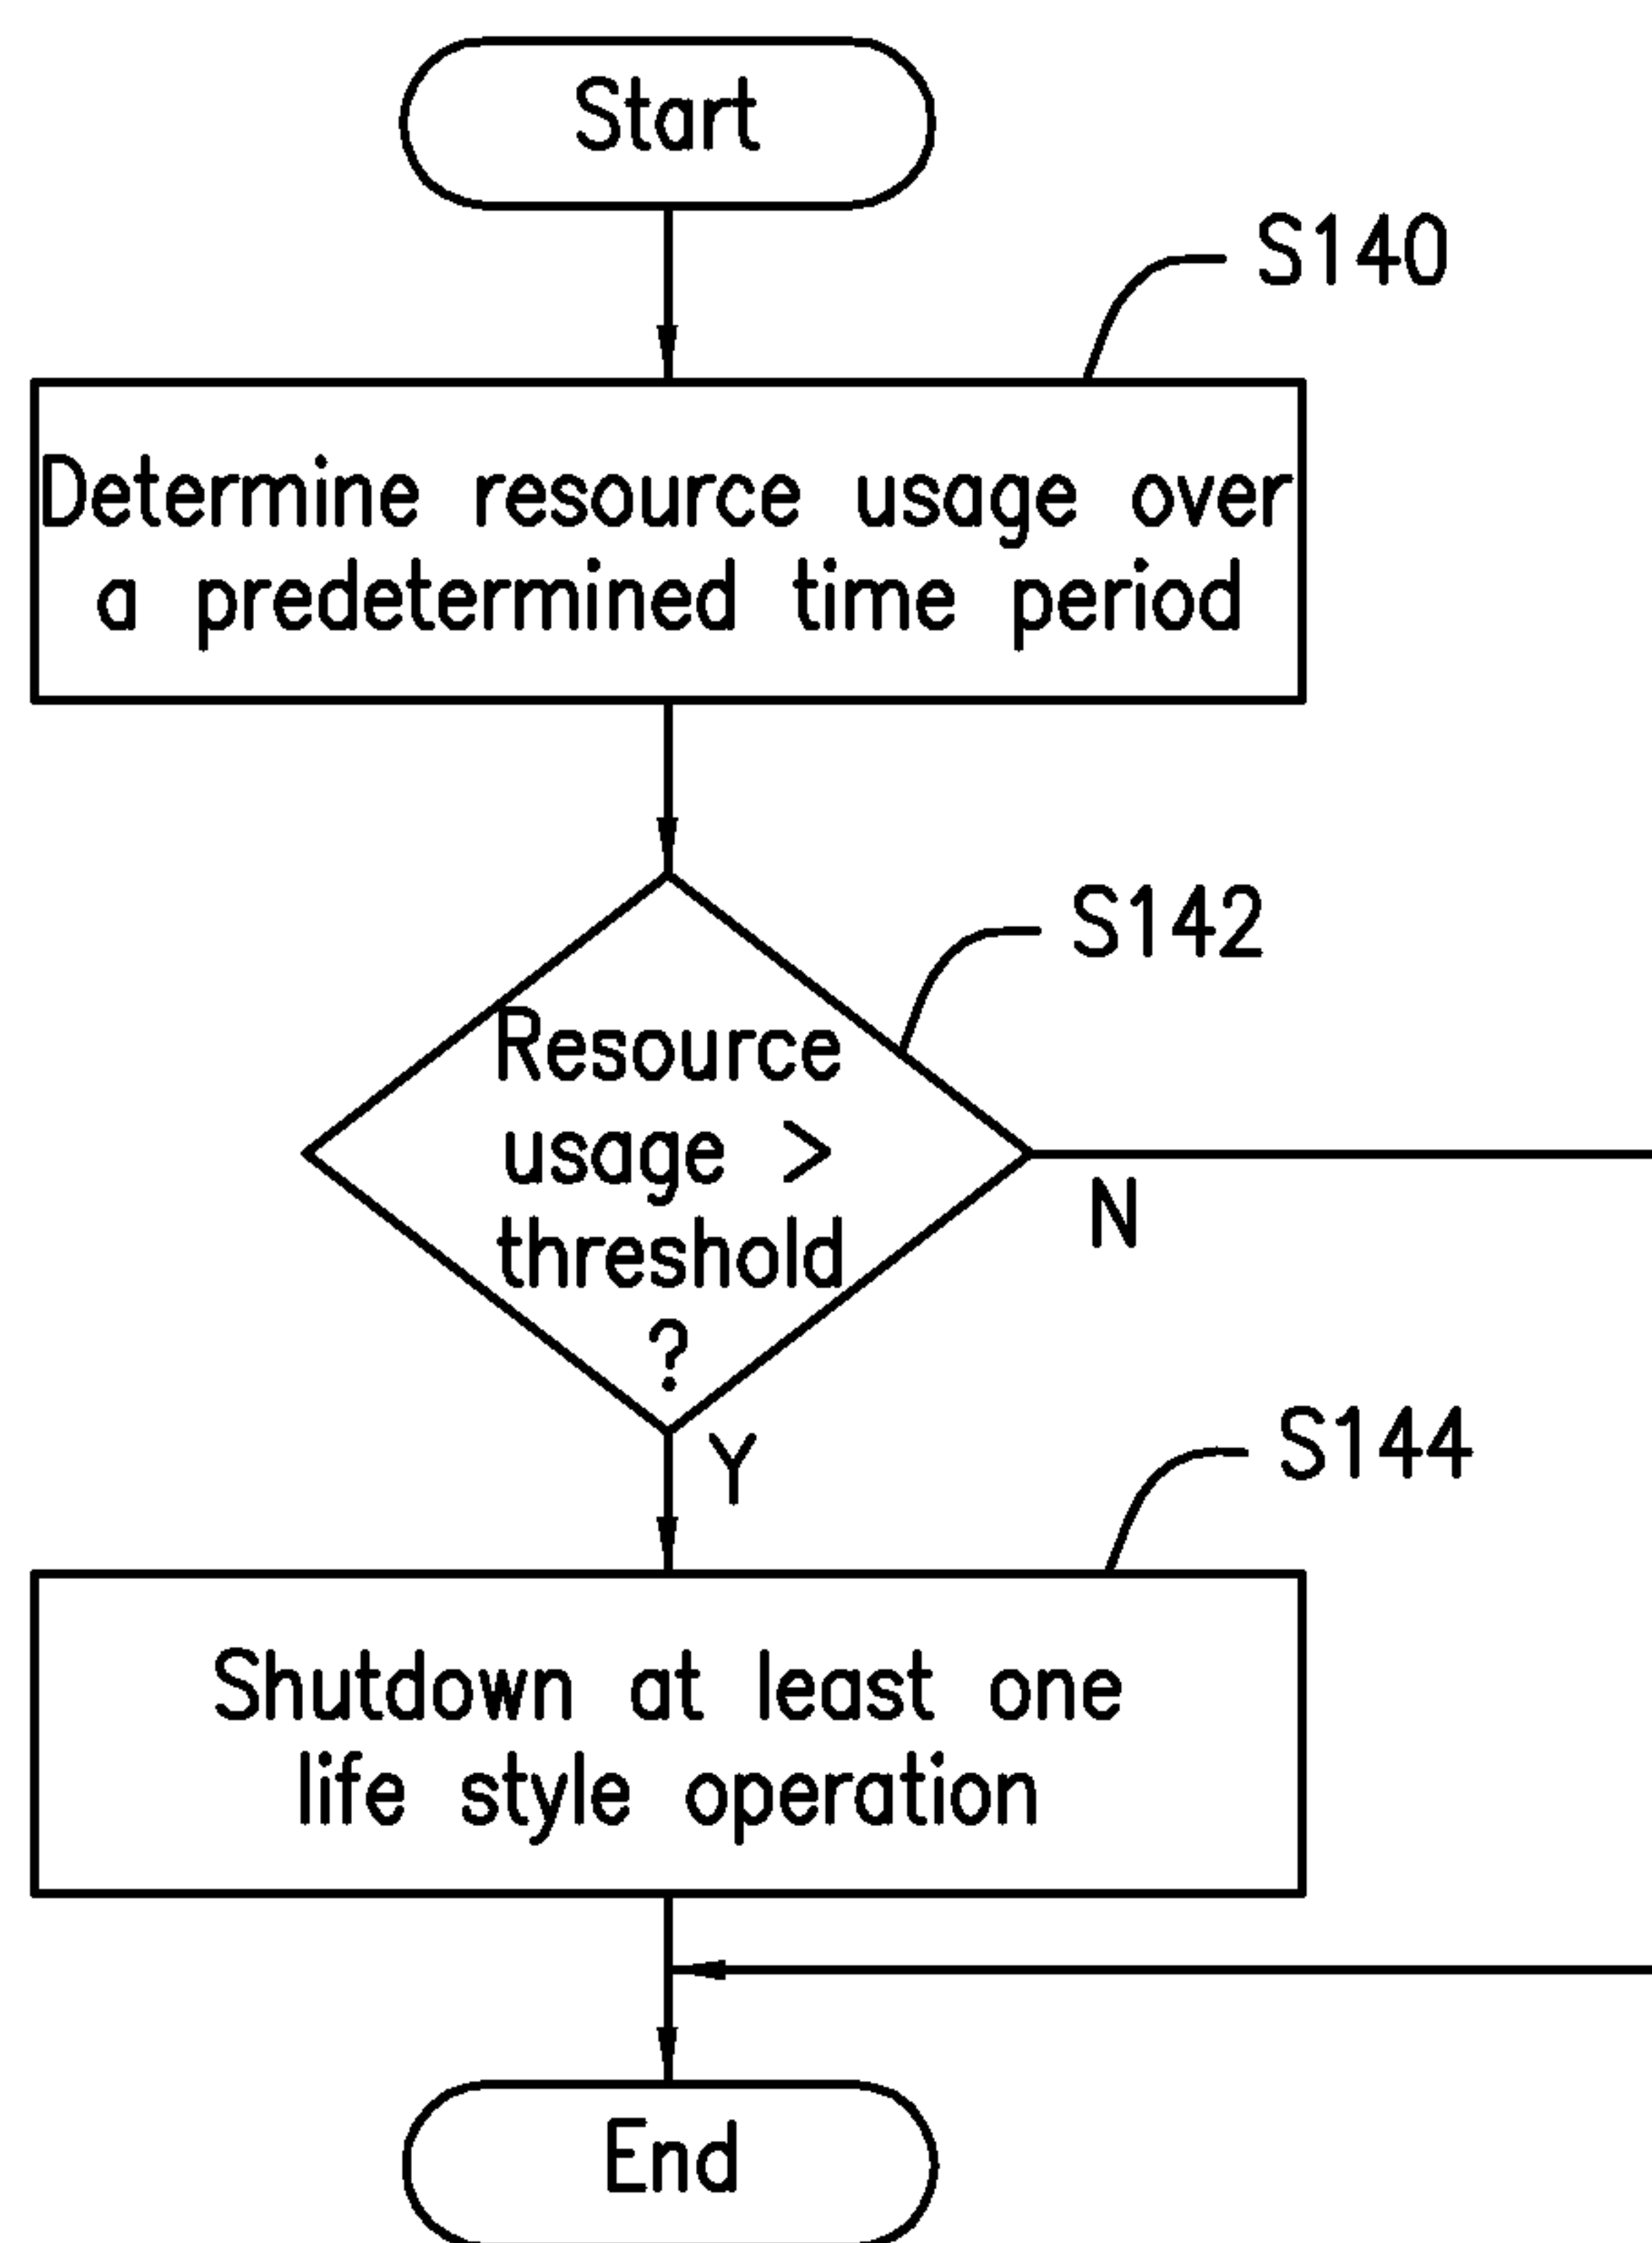 Start
S140
Determine resource usage over
a predetermined time period
S142
Resource
usage >
threshold
?
N
Y
S144
Shutdown at least one
life style operation
End